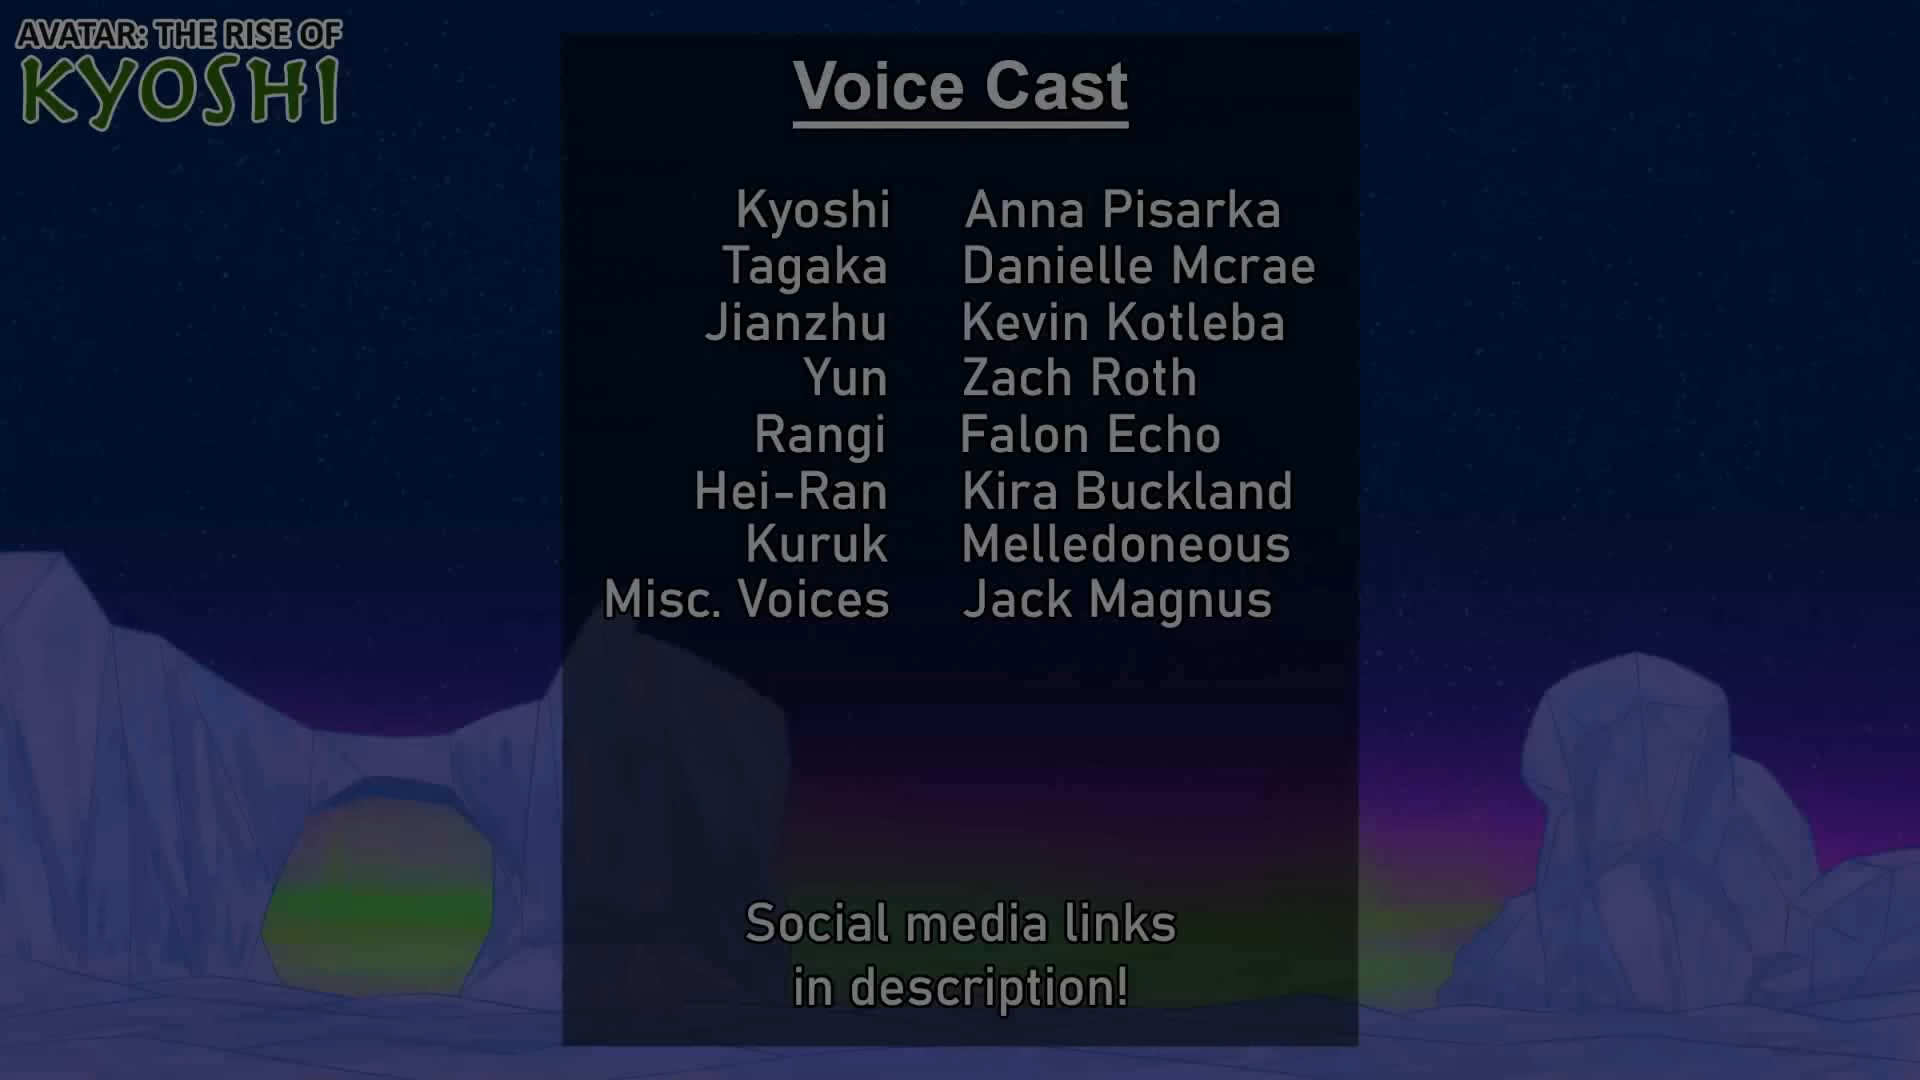 AVATAR: THE RISE OF
KYOSHI
Voice Cast
Kyoshi Anna Pisarka
Tagaka Danielle Mcrae
Jianzhu Kevin Kotleba
Yun Zach Roth
Rangi Falon Echo
Hei-Ran Kira Buckland
Kuruk Melledoneous
Misc. Voices Jack Magnus
Social media links
in description!